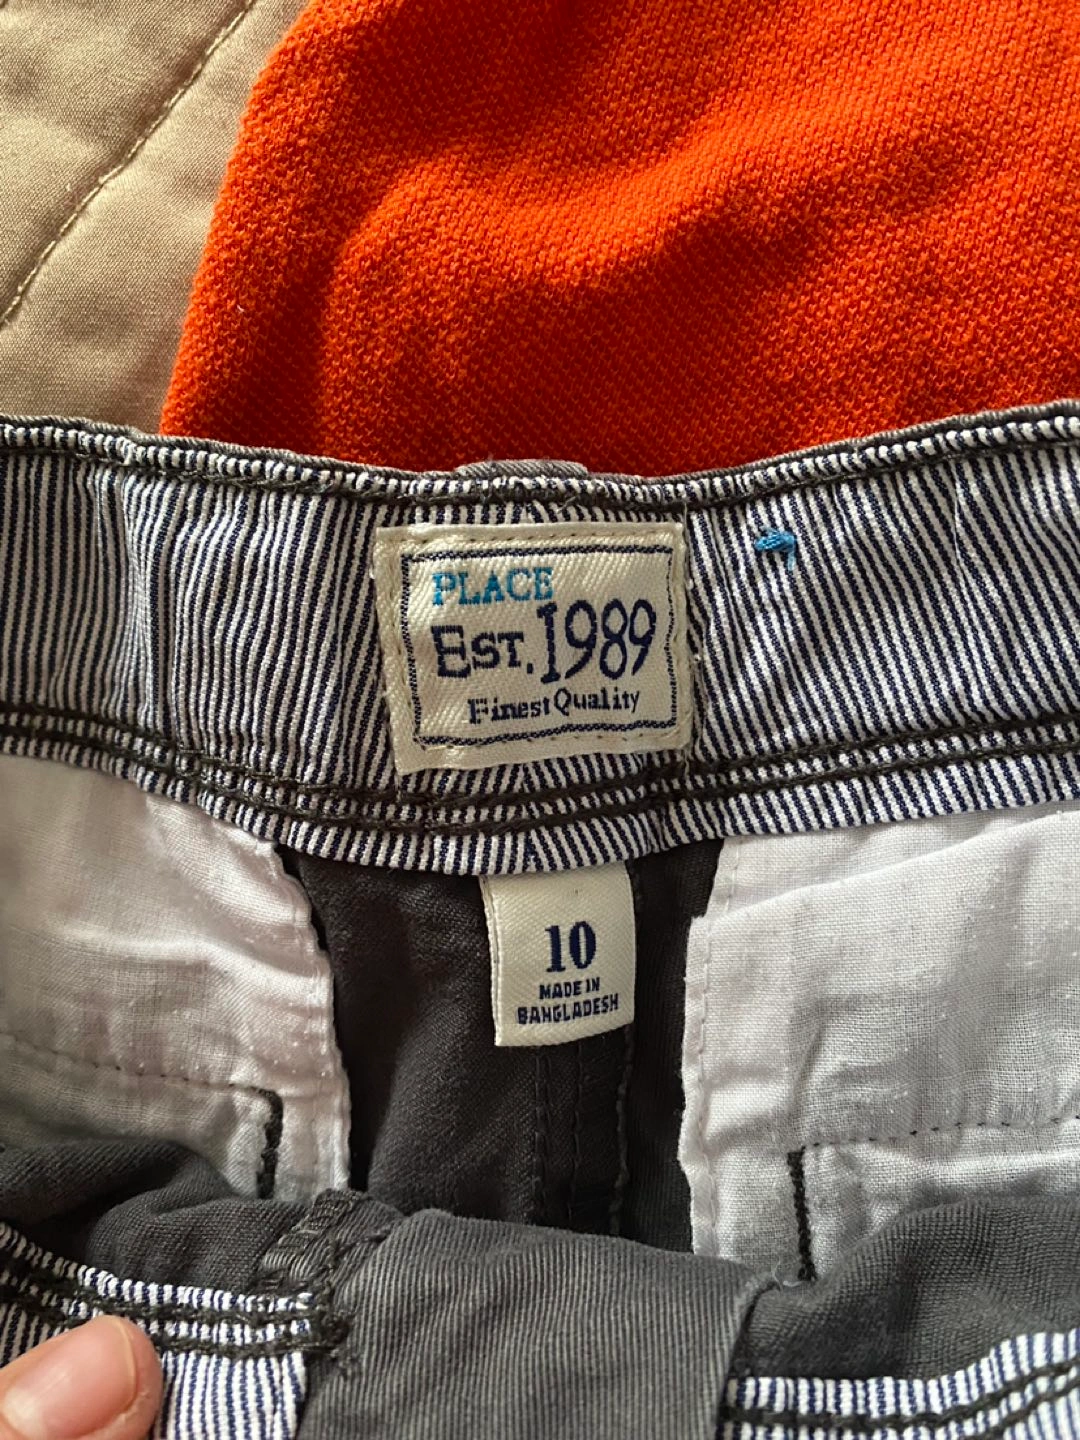 PLACE
EST. 1989
Finest Quality
10
MADE IN
BANGLADESH